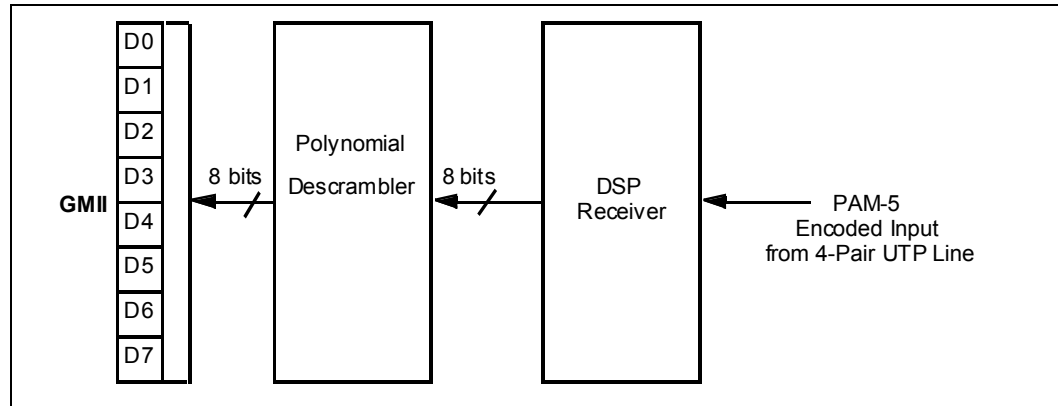 D0
D1
D2
D3
D4
D5
D6
D7
GMII
8 bits
Polynomial
Descrambler
8 bits
DSP
Receiver
PAM-5
Encoded Input
from 4-Pair UTP Line